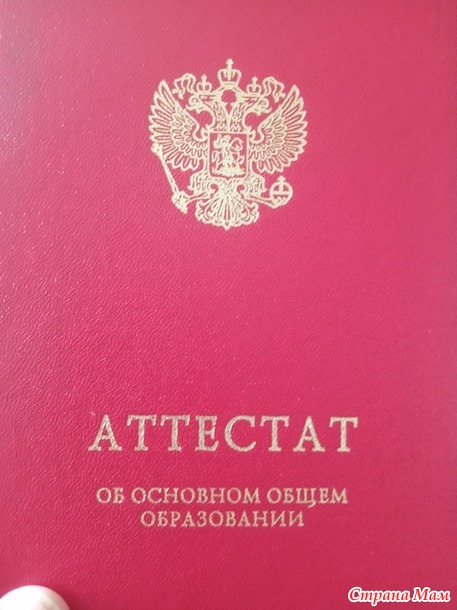 АТТЕСТАТ
ОБ ОСНОВНОМ ОБЩЕМ
ОБРАЗОВАНИИ
Страна Мам